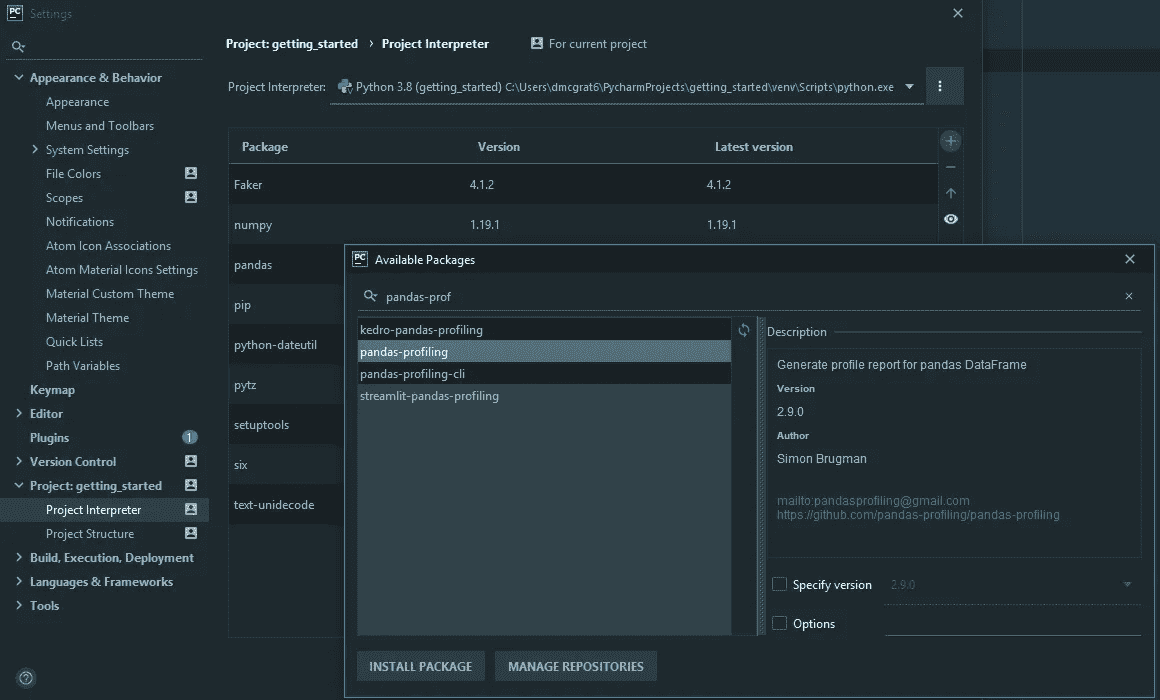 PC Settings
Project: getting_started › Project Interpreter For current project
Project Interpreter: Python 3.8 (getting_started) C:\Users\dmcgrat6\PycharmProjects\getting_started\venv\Scripts\python.exe
Appearance & Behavior
Appearance
Menus and Toolbars
System Settings
File Colors
Scopes
Notifications
Atom Icon Associations
Atom Material Icons Settings
Material Custom Theme
Material Theme
Quick Lists
Path Variables
Keymap
Editor
Plugins 1
Version Control
Project: getting_started
Project Interpreter
Project Structure
Build, Execution, Deployment
Languages & Frameworks
Tools
?
Package Version Latest version
Faker 4.1.2 4.1.2
numpy 1.19.1 1.19.1
pandas
pip
python-dateutil
pytz
setuptools
six
text-unidecode
PC Available Packages
pandas-prof
kedro-pandas-profiling
pandas-profiling
pandas-profiling-cli
streamlit-pandas-profiling
Description
Generate profile report for pandas DataFrame
Version
2.9.0
Author
Simon Brugman
mailto:pandasprofiling@gmail.com
https://github.com/pandas-profiling/pandas-profiling
Specify version 2.9.0
Options
INSTALL PACKAGE MANAGE REPOSITORIES